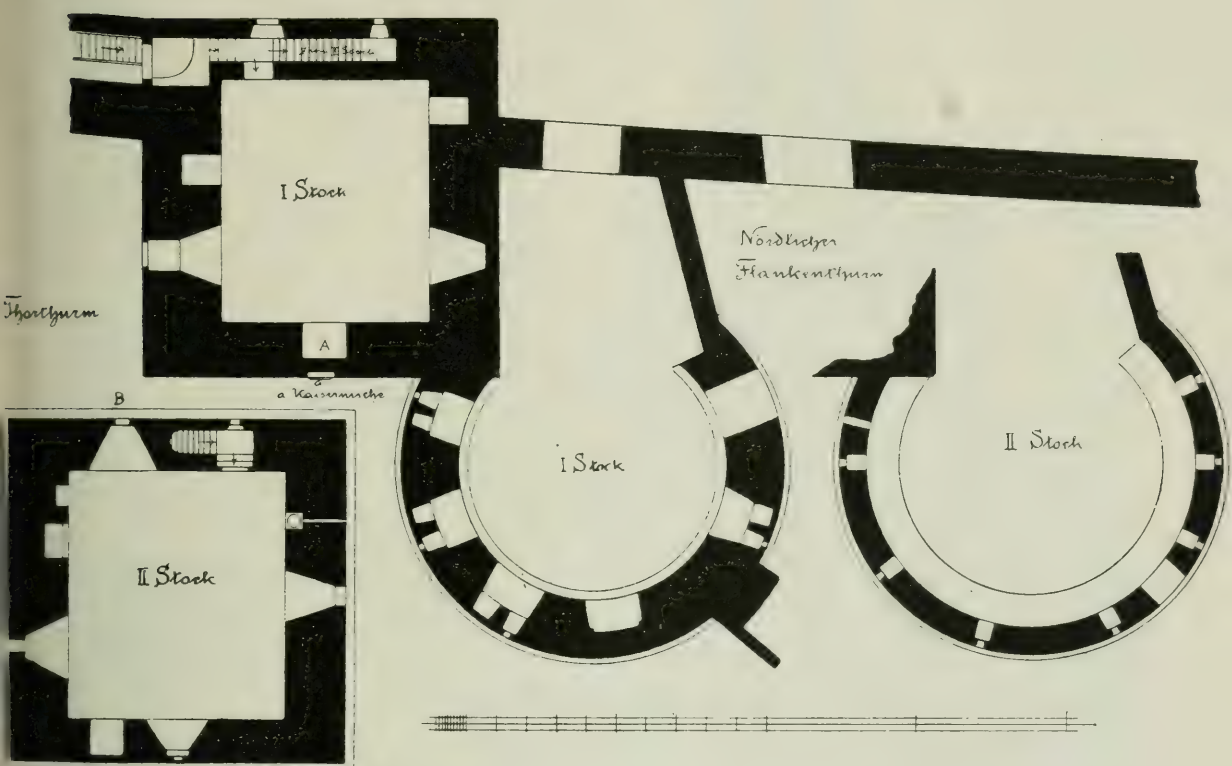 I Stock
Thorthurm
A
a
a Kaisernische
B
II Stock
Nördlicher
Flankenthurm
I Stock
II Stock